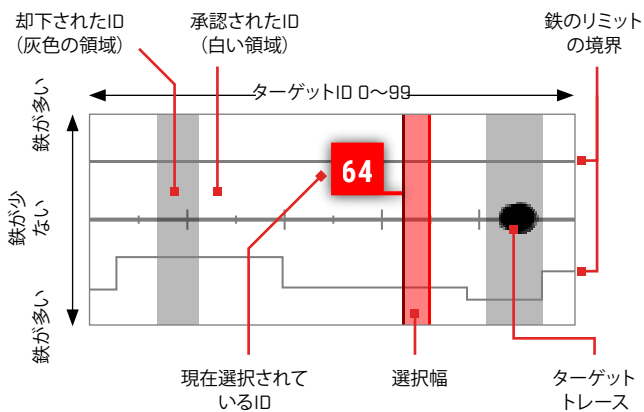 却下されたID
（灰色の領域）
承認されたID
（白い領域）
鉄のリミット
の境界
ターゲットID 0〜99
鉄が多い
鉄が少
ない
鉄が多い
64
現在選択されて
いるID
選択幅
ターゲット
トレース